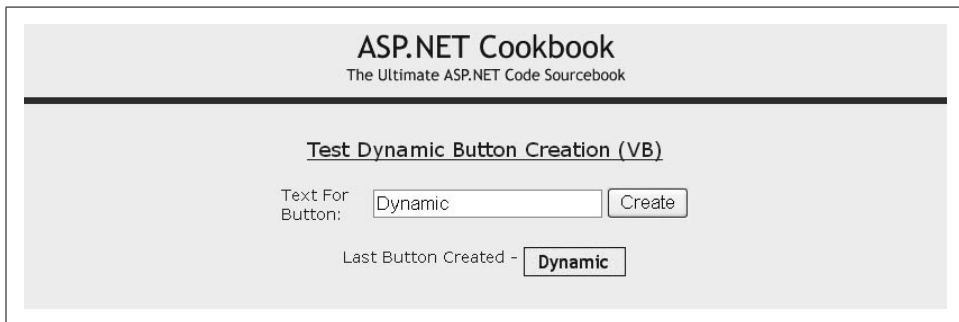 ASP.NET Cookbook
The Ultimate ASP.NET Code Sourcebook
Test Dynamic Button Creation (VB)
Text For
Button:
Dynamic
Create
Last Button Created -
Dynamic